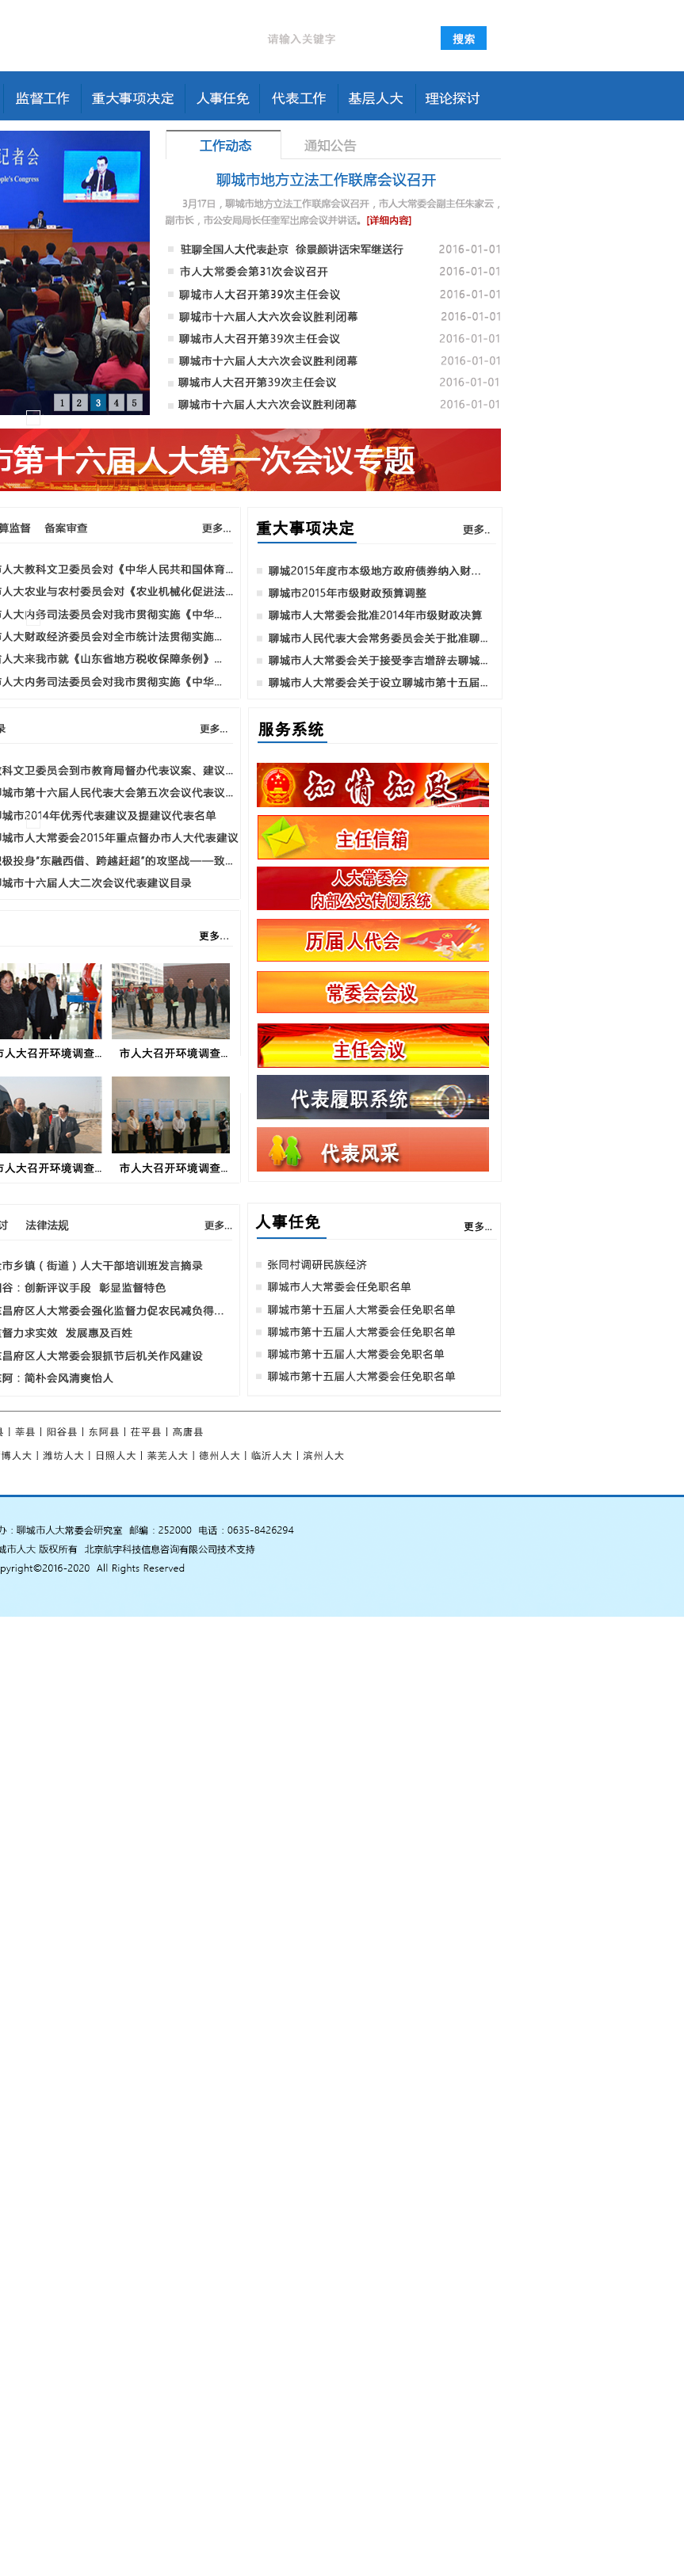 请输入关键字
搜索
监督工作
重大事项决定
人事任免
代表工作
基层人大
理论探讨
记者会
ople's Congress
1 2 3 4 5
工作动态
通知公告
聊城市地方立法工作联席会议召开
3月17日，聊城市地方立法工作联席会议召开，市人大常委会副主任朱家云，
副市长，市公安局局长任奎军出席会议并讲话。[详细内容]
驻聊全国人大代表赴京 徐景颜讲话宋军继送行 2016-01-01
市人大常委会第31次会议召开 2016-01-01
聊城市人大召开第39次主任会议 2016-01-01
聊城市十六届人大六次会议胜利闭幕 2016-01-01
聊城市人大召开第39次主任会议 2016-01-01
聊城市十六届人大六次会议胜利闭幕 2016-01-01
聊城市人大召开第39次主任会议 2016-01-01
聊城市十六届人大六次会议胜利闭幕 2016-01-01
市第十六届人大第一次会议专题
算监督 备案审查 更多...
市人大教科文卫委员会对《中华人民共和国体育...
市人大农业与农村委员会对《农业机械化促进法...
市人大内务司法委员会对我市贯彻实施《中华...
市人大财政经济委员会对全市统计法贯彻实施...
省人大来我市就《山东省地方税收保障条例》...
市人大内务司法委员会对我市贯彻实施《中华...
重大事项决定 更多..
聊城2015年度市本级地方政府债券纳入财...
聊城市2015年市级财政预算调整
聊城市人大常委会批准2014年市级财政决算
聊城市人民代表大会常务委员会关于批准聊...
聊城市人大常委会关于接受李吉增辞去聊城...
聊城市人大常委会关于设立聊城市第十五届...
录 更多...
教科文卫委员会到市教育局督办代表议案、建议...
聊城市第十六届人民代表大会第五次会议代表议...
聊城市2014年优秀代表建议及提建议代表名单
聊城市人大常委会2015年重点督办市人大代表建议
积极投身“东融西借、跨越赶超”的攻坚战——致...
聊城市十六届人大二次会议代表建议目录
服务系统
知情知政
主任信箱
人大常委会
内部公文传阅系统
历届人代会
常委会会议
主任会议
代表履职系统
代表风采
更多...
市人大召开环境调查...
市人大召开环境调查...
市人大召开环境调查...
市人大召开环境调查...
讨 法律法规 更多...
全市乡镇（街道）人大干部培训班发言摘录
阳谷：创新评议手段 彰显监督特色
东昌府区人大常委会强化监督力促农民减负得...
监督力求实效 发展惠及百姓
东昌府区人大常委会狠抓节后机关作风建设
东阿：简朴会风清爽怡人
人事任免 更多...
张同村调研民族经济
聊城市人大常委会任免职名单
聊城市第十五届人大常委会任免职名单
聊城市第十五届人大常委会任免职名单
聊城市第十五届人大常委会免职名单
聊城市第十五届人大常委会任免职名单
县丨莘县丨阳谷县丨东阿县丨茌平县丨高唐县
博人大丨潍坊人大丨日照人大丨莱芜人大丨德州人大丨临沂人大丨滨州人大
办：聊城市人大常委会研究室 邮编：252000 电话：0635-8426294
城市人大 版权所有 北京航宇科技信息咨询有限公司技术支持
pyright©2016-2020 All Rights Reserved